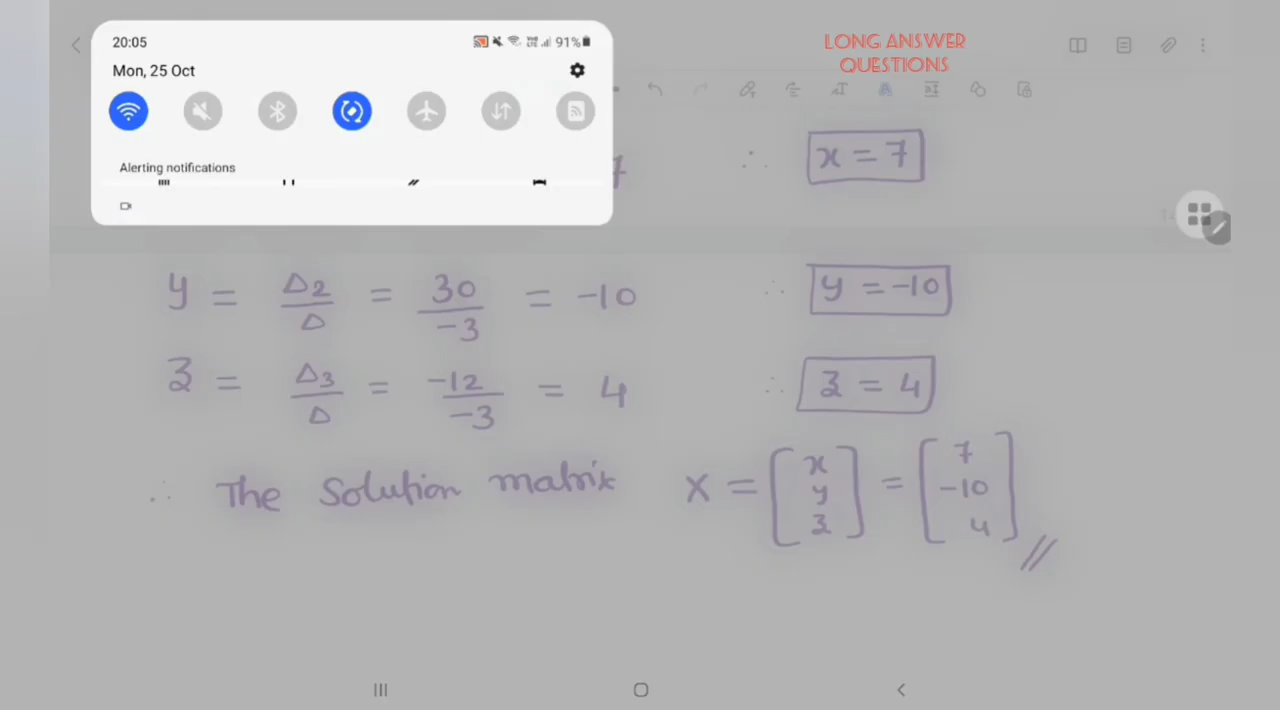 20:05 91%
Mon, 25 Oct
LONG ANSWER
QUESTIONS
Alerting notifications
7 ∴ x = 7
y = Δ2/Δ = 30/-3 = -10 ∴ y = -10
z = Δ3/Δ = -12/-3 = 4 ∴ z = 4
∴ The Solution matrix X = [x y z] = [7 -10 4] //